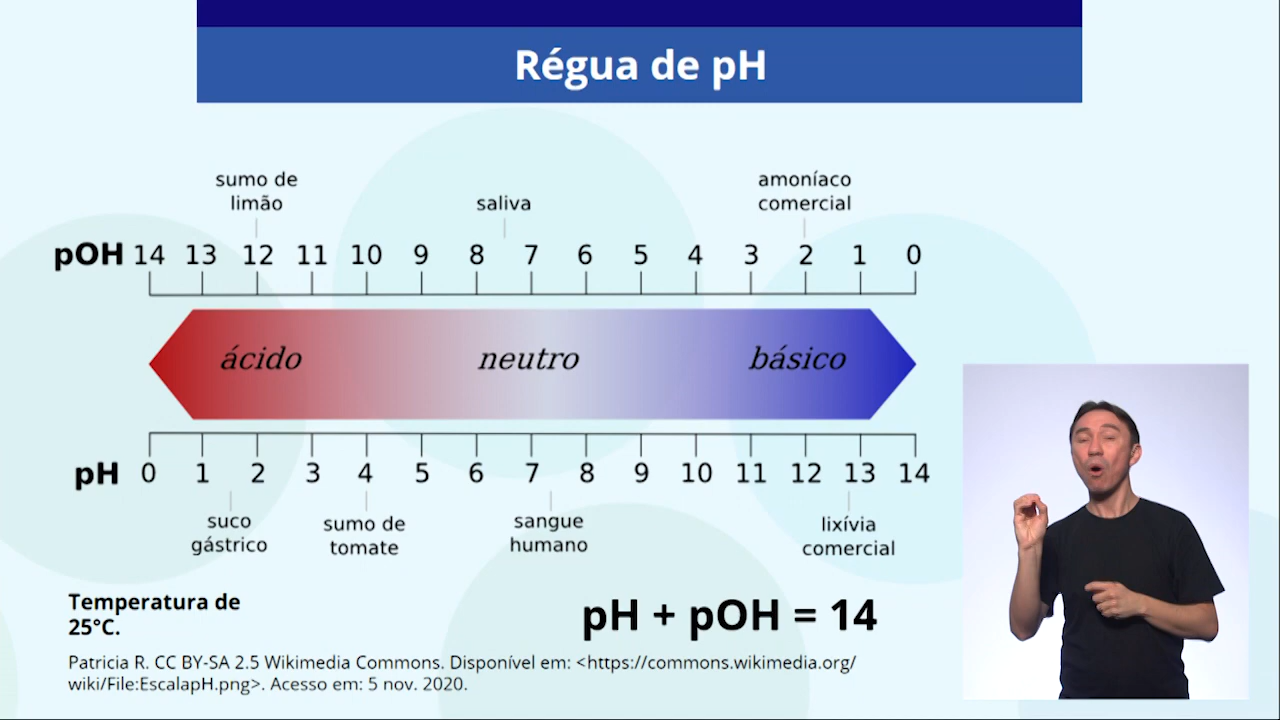 Régua de pH
sumo de
limão
saliva
amoníaco
comercial
pOH 14 13 12 11 10 9 8 7 6 5 4 3 2 1 0
ácido neutro básico
pH 0 1 2 3 4 5 6 7 8 9 10 11 12 13 14
suco
gástrico
sumo de
tomate
sangue
humano
lixívia
comercial
Temperatura de
25°C.
pH + pOH = 14
Patricia R. CC BY-SA 2.5 Wikimedia Commons. Disponível em: <https://commons.wikimedia.org/
wiki/File:EscalapH.png>. Acesso em: 5 nov. 2020.